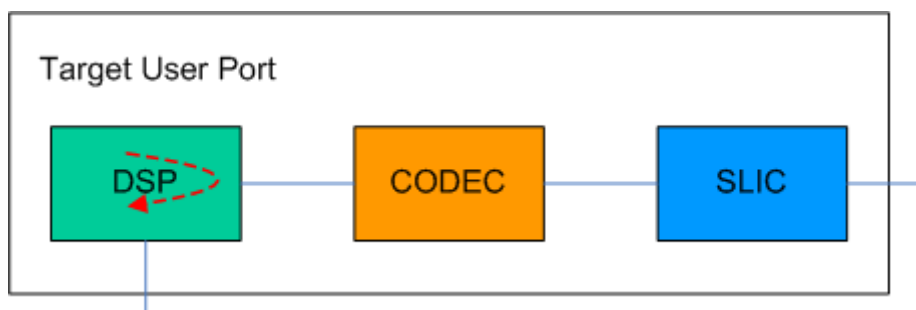 Target User Port
DSP
CODEC
SLIC